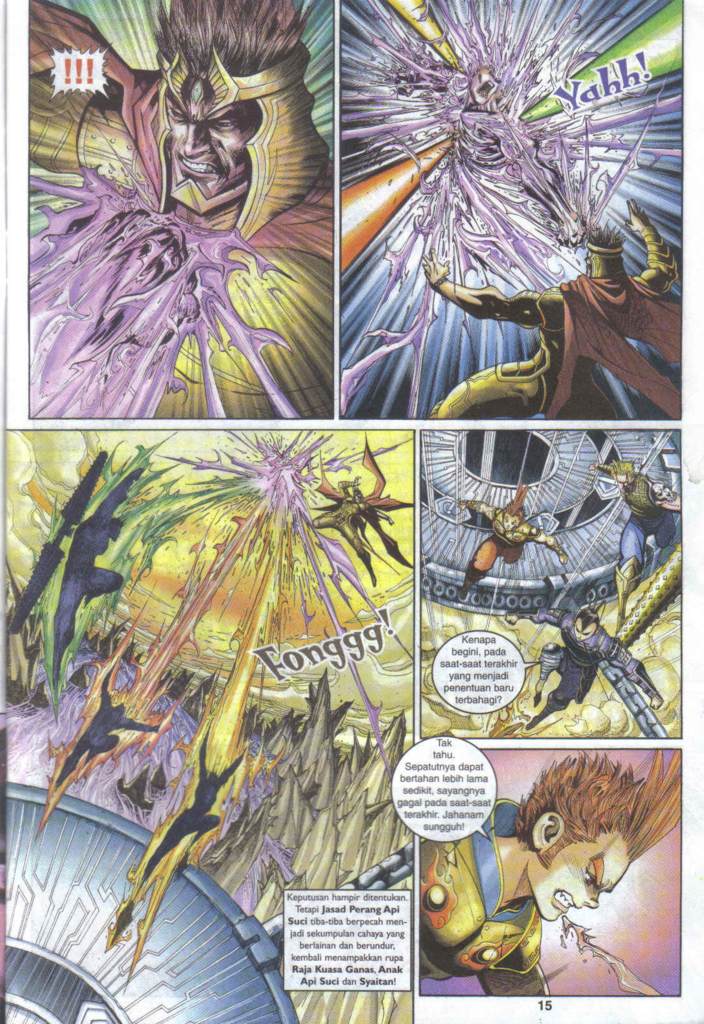 !!!
Yahh!
Fonggg!
Kenapa
begini, pada
saat-saat terakhir
yang menjadi
penentuan baru
terbahagi?
Tak
tahu.
Sepatutnya dapat
bertahan lebih lama
sedikit, sayangnya
gagal pada saat-saat
terakhir. Jahanam
sungguh!
Keputusan hampir ditentukan.
Tetapi Jasad Perang Api
Suci tiba-tiba berpecah men-
jadi sekumpulan cahaya yang
berlainan dan berundur,
kembali menampakkan rupa
Raja Kuasa Ganas, Anak
Api Suci dan Syaitan!
15